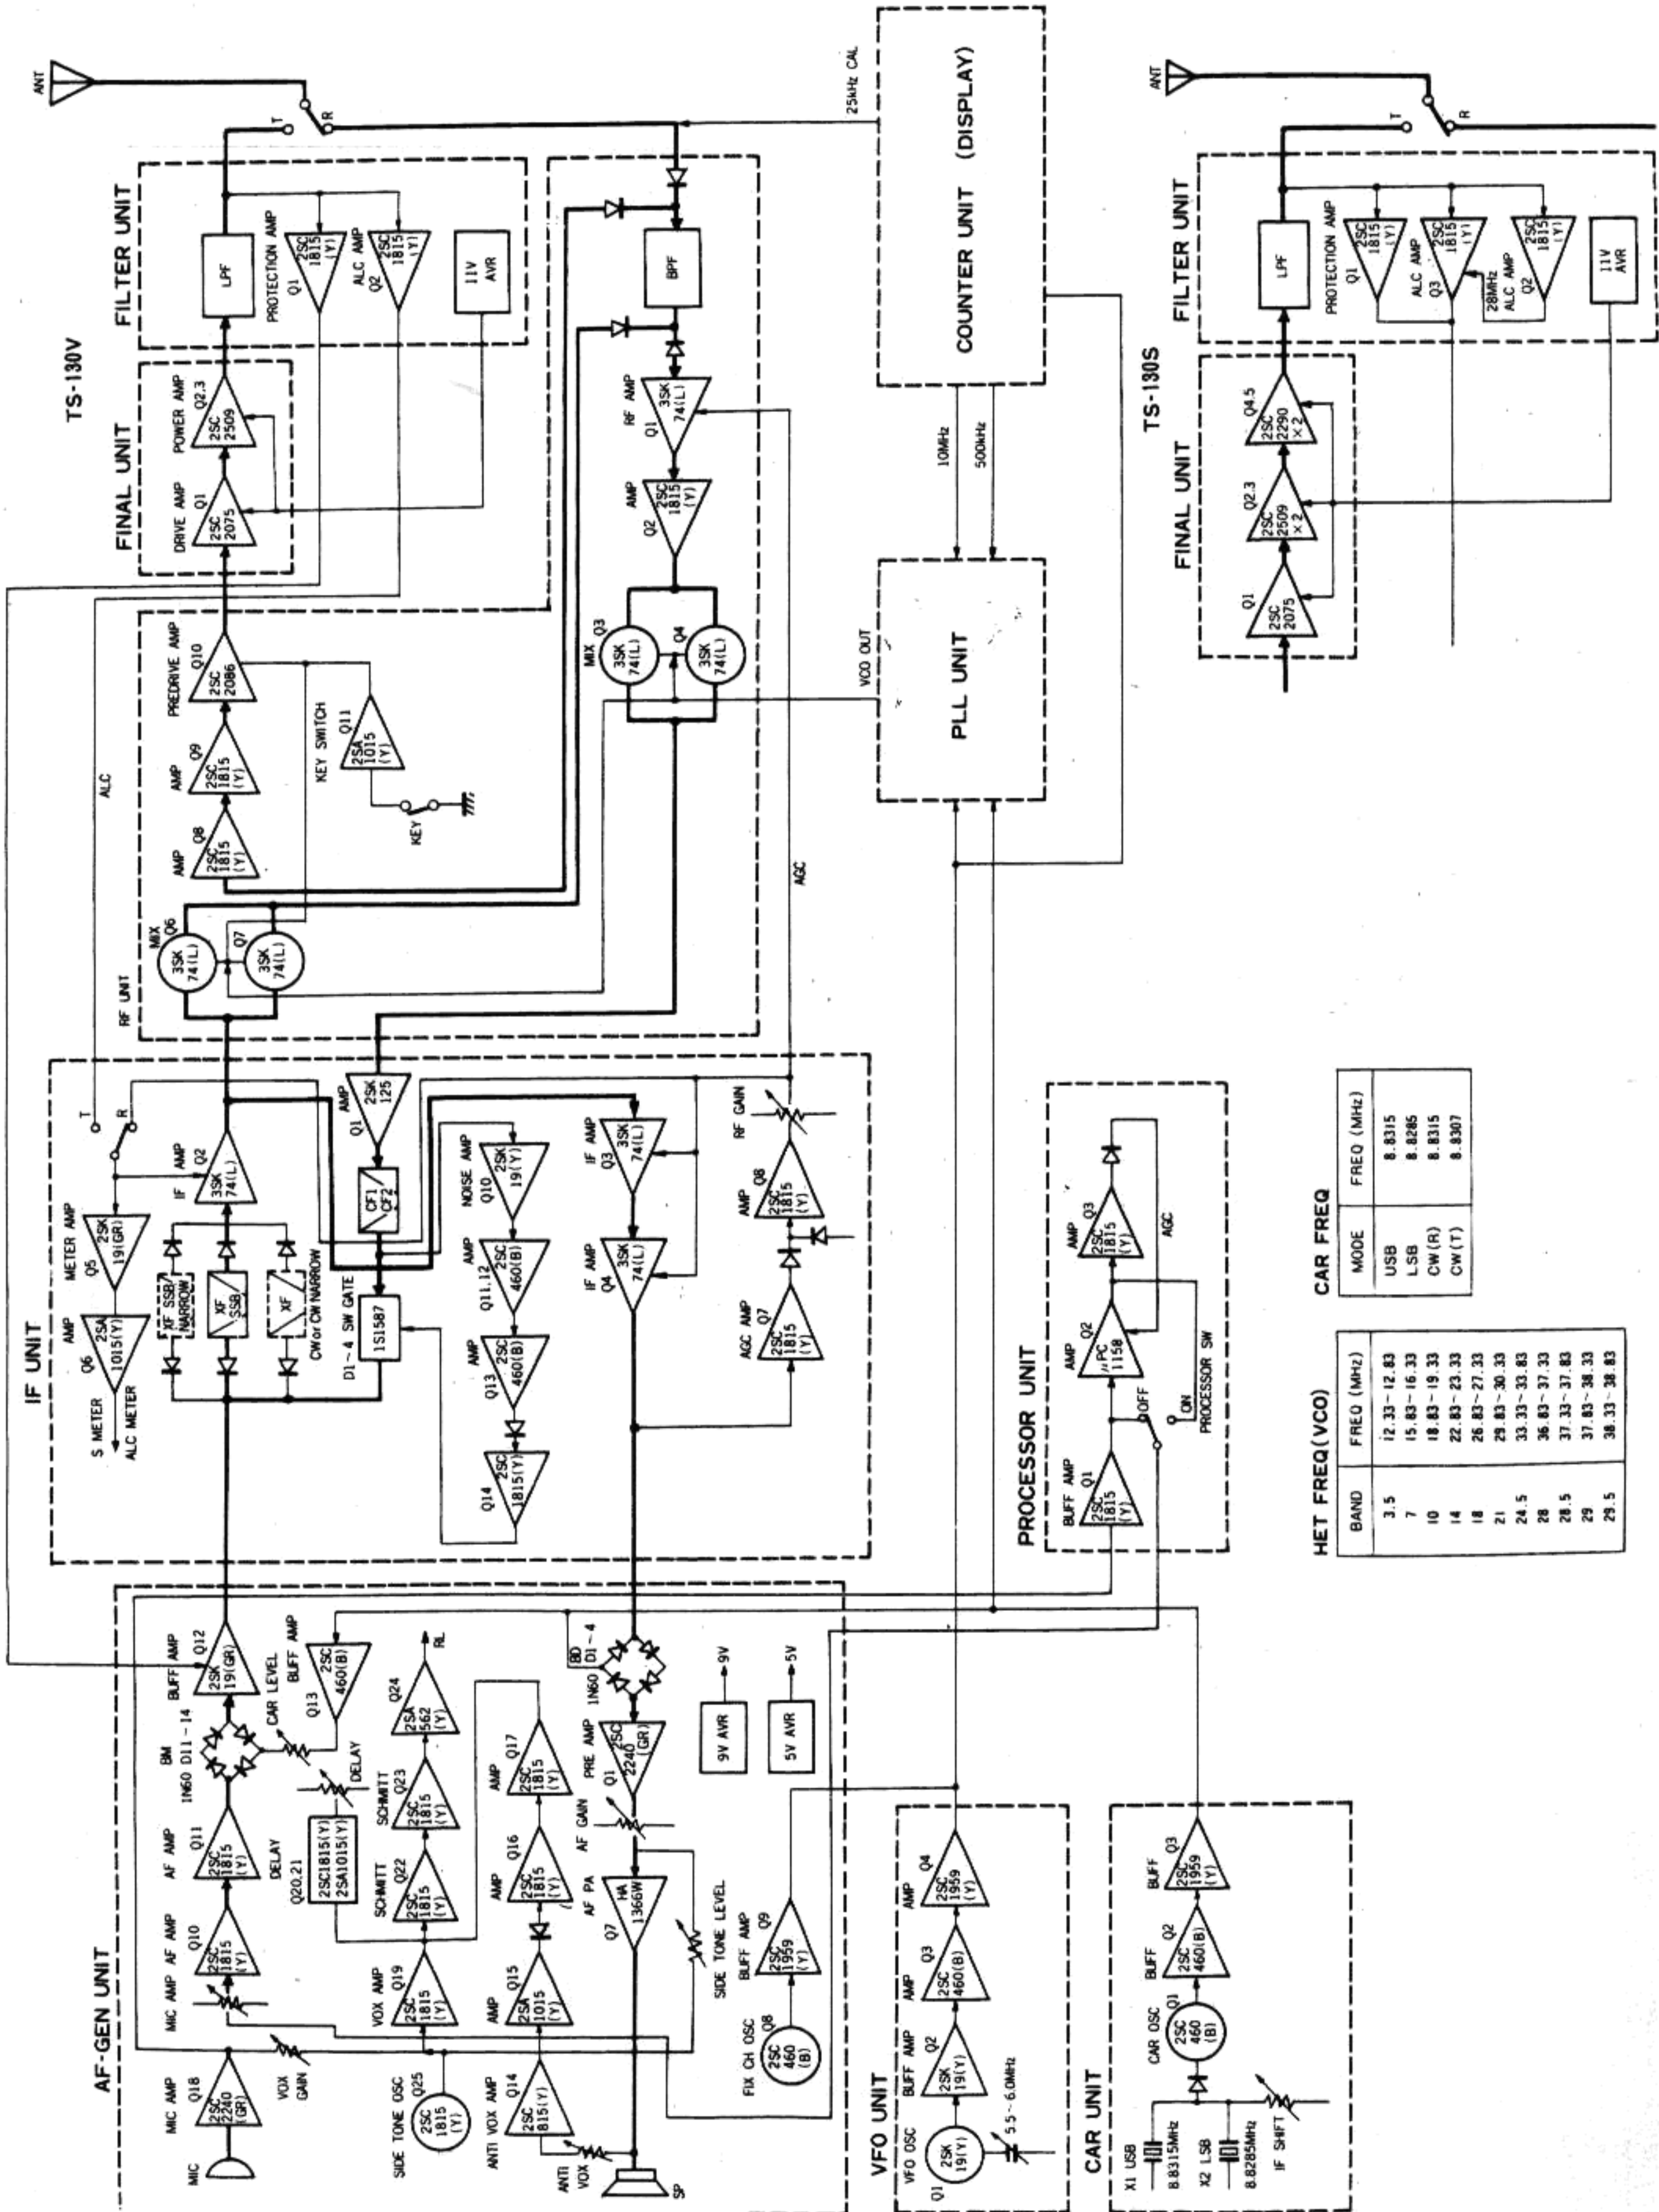 TS-130V
IF UNIT
AF-GEN UNIT
RF UNIT
FINAL UNIT
FILTER UNIT
MIC
MIC AMP
Q18
2SC
2240
(GR)
VOX
GAIN
MIC AMP
AF AMP
Q10
2SC
1815
(Y)
AF AMP
Q11
2SC
1815
(Y)
BM
1N60 D11-14
BUFF AMP
Q12
2SK
19(GR)
CAR LEVEL
BUFF AMP
Q13
2SC
460(B)
DELAY
Q20,21
2SC1815(Y)
2SA1015(Y)
DELAY
SIDE TONE OSC
Q25
2SC
1815
(Y)
VOX AMP
Q19
2SC
1815
(Y)
SCHMITT
Q22
2SC
1815
(Y)
SCHMITT
Q23
2SC
1815
(Y)
Q24
2SA
562
(Y)
RL
ANTI VOX AMP
Q14
2SC
815(Y)
AMP
Q15
2SA
1015
(Y)
AMP
Q16
2SC
1815
(Y)
AMP
Q17
2SC
1815
(Y)
ANTI
VOX
SP
AF PA
Q7
HA
1366W
AF GAIN
PRE AMP
Q1
2SC
2240
(GR)
BD
D1~4
1N60
SIDE TONE LEVEL
FIX CH OSC
Q8
2SC
460
(B)
BUFF AMP
Q9
2SC
1959
(Y)
9V AVR
9V
5V AVR
5V
S METER
ALC METER
AMP
Q6
2SA
1015(Y)
METER AMP
Q5
2SK
19(GR)
T
R
XF SSB
NARROW
XF
SSB
XF
CW or CW NARROW
IF AMP
Q2
3SK
74(L)
D1~4 SW GATE
1S1587
CF1
CF2
AMP
Q1
2SK
125
NOISE AMP
Q10
2SK
19(Y)
AMP
Q11,12
2SC
460(B)
AMP
Q13
2SC
460(B)
Q14
2SC
1815(Y)
IF AMP
Q3
3SK
74(L)
IF AMP
Q4
3SK
74(L)
AGC AMP
Q7
2SC
1815
(Y)
AMP
Q8
2SC
1815
(Y)
RF GAIN
AGC
ALC
MIX
Q6
3SK
74(L)
Q7
3SK
74(L)
AMP
Q8
2SC
1815
(Y)
AMP
Q9
2SC
1815
(Y)
PREDRIVE AMP
Q10
2SC
2086
KEY SWITCH
Q11
2SA
1015
(Y)
KEY
MIX
Q3
3SK
74(L)
Q4
3SK
74(L)
AMP
Q2
2SC
1815
(Y)
RF AMP
Q1
3SK
74(L)
BPF
DRIVE AMP
Q1
2SC
2075
POWER AMP
Q2.3
2SC
2509
LPF
PROTECTION AMP
Q1
2SC
1815
(Y)
ALC AMP
Q2
2SC
1815
(Y)
11V
AVR
ANT
T
R
25kHz CAL
VCO OUT
PLL UNIT
10MHz
500kHz
COUNTER UNIT (DISPLAY)
VFO UNIT
VFO OSC
Q1
2SK
19(Y)
5.5~6.0MHz
BUFF AMP
Q2
2SK
19(Y)
AMP
Q3
2SC
460(B)
AMP
Q4
2SC
1959
(Y)
CAR UNIT
X1 USB
8.8315MHz
X2 LSB
8.8285MHz
IF SHIFT
CAR OSC
Q1
2SC
460
(B)
BUFF
Q2
2SC
460(B)
BUFF
Q3
2SC
1959
(Y)
PROCESSOR UNIT
BUFF AMP
Q1
2SC
1815
(Y)
AMP
Q2
μPC
1158
AMP
Q3
2SC
1815
(Y)
AGC
OFF
ON
PROCESSOR SW
HET FREQ(VCO)
BAND FREQ (MHz)
3.5 12.33~12.83
7 15.83~16.33
10 18.83~19.33
14 22.83~23.33
18 26.83~27.33
21 29.83~30.33
24.5 33.33~33.83
28 36.83~37.33
28.5 37.33~37.83
29 37.83~38.33
29.5 38.33~38.83
CAR FREQ
MODE FREQ (MHz)
USB 8.8315
LSB 8.8285
CW(R) 8.8315
CW(T) 8.8307
TS-130S
FINAL UNIT
Q1
2SC
2075
Q2.3
2SC
2509
×2
Q4.5
2SC
2290
×2
FILTER UNIT
LPF
PROTECTION AMP
Q1
2SC
1815
(Y)
ALC AMP
Q3
2SC
1815
(Y)
28MHz
ALC AMP
Q2
2SC
1815
(Y)
11V
AVR
ANT
T
R